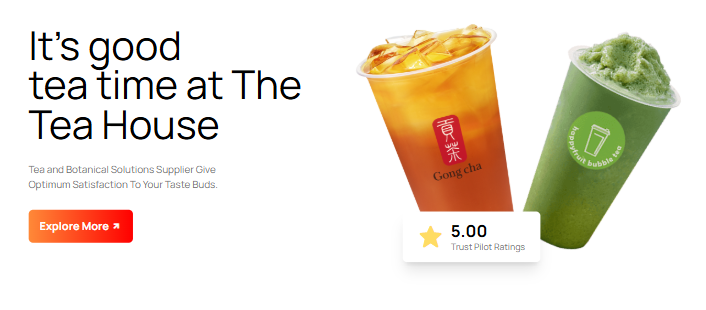 It's good
tea time at The
Tea House
Tea and Botanical Solutions Supplier Give
Optimum Satisfaction To Your Taste Buds.
Explore More
貢茶
Gong cha
happyfruit bubble tea
5.00
Trust Pilot Ratings